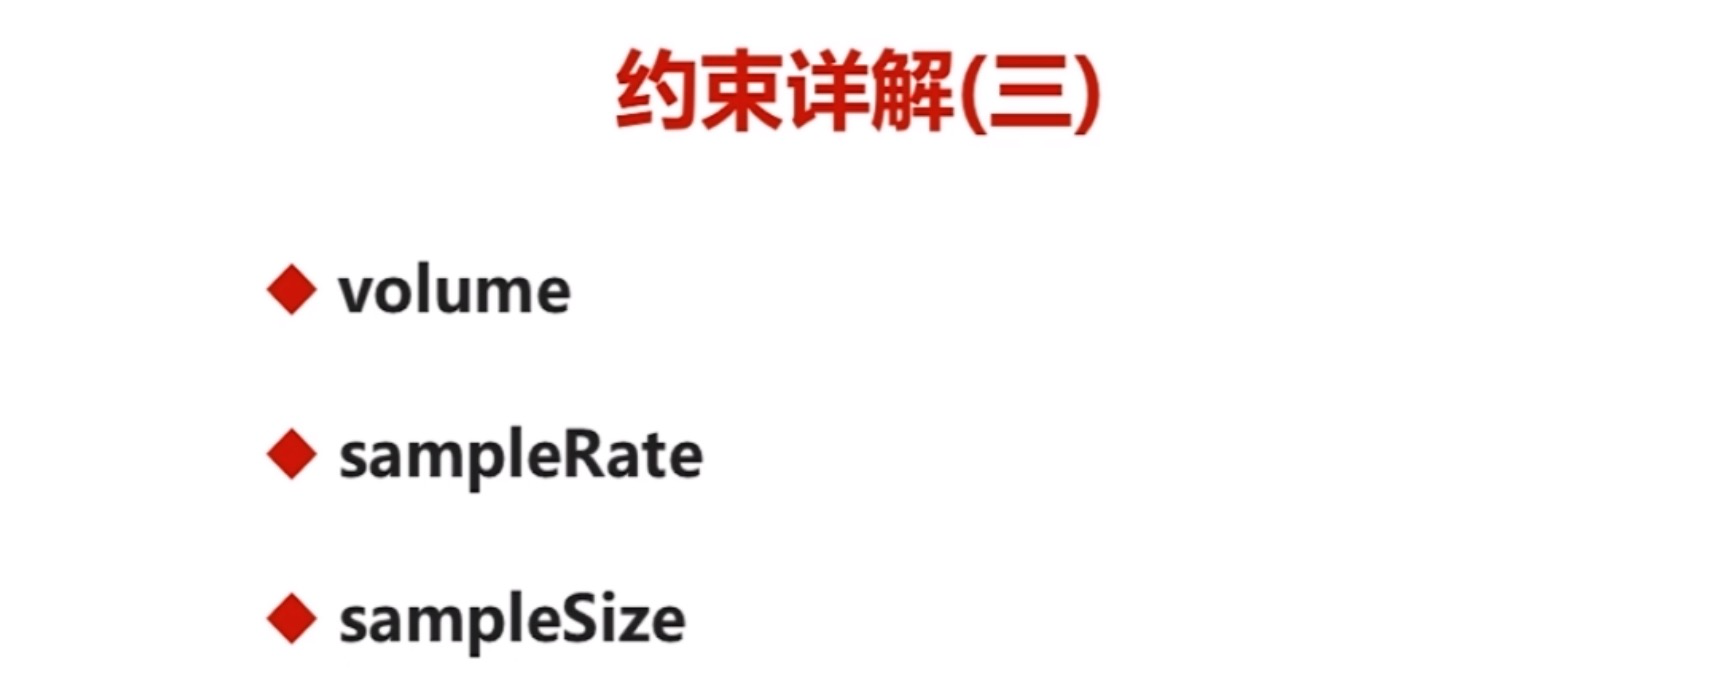 约束详解(三)
volume
sampleRate
sampleSize